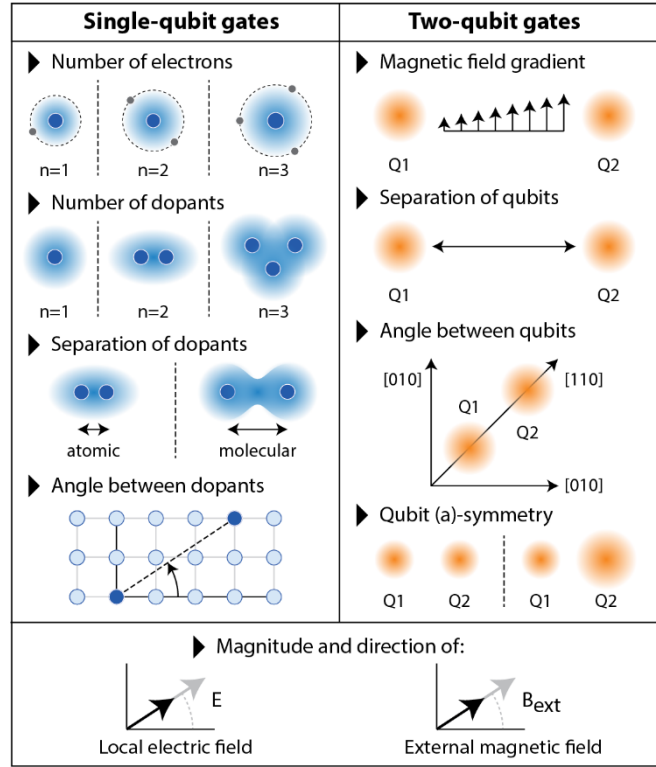 Single-qubit gates
Two-qubit gates
Number of electrons
n=1
n=2
n=3
Number of dopants
n=1
n=2
n=3
Separation of dopants
atomic
molecular
Angle between dopants
Magnetic field gradient
Q1
Q2
Separation of qubits
Q1
Q2
Angle between qubits
[010]
[110]
Q1
Q2
[010]
Qubit (a)-symmetry
Q1
Q2
Q1
Q2
Magnitude and direction of:
E
Local electric field
Bext
External magnetic field